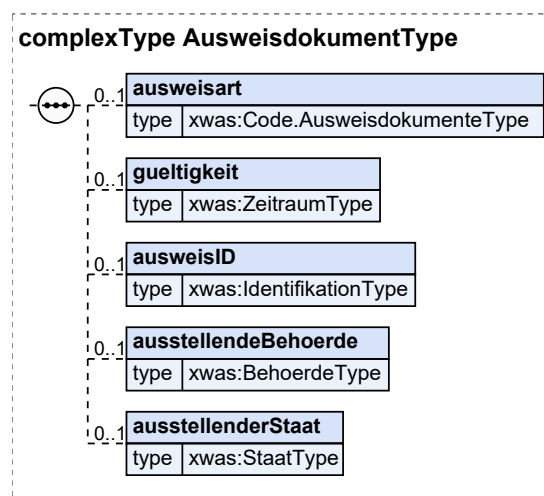 complexType AusweisdokumentType
0..1 ausweisart
type xwas:Code.AusweisdokumenteType
0..1 gueltigkeit
type xwas:ZeitraumType
0..1 ausweisID
type xwas:IdentifikationType
0..1 ausstellendeBehoerde
type xwas:BehoerdeType
0..1 ausstellenderStaat
type xwas:StaatType